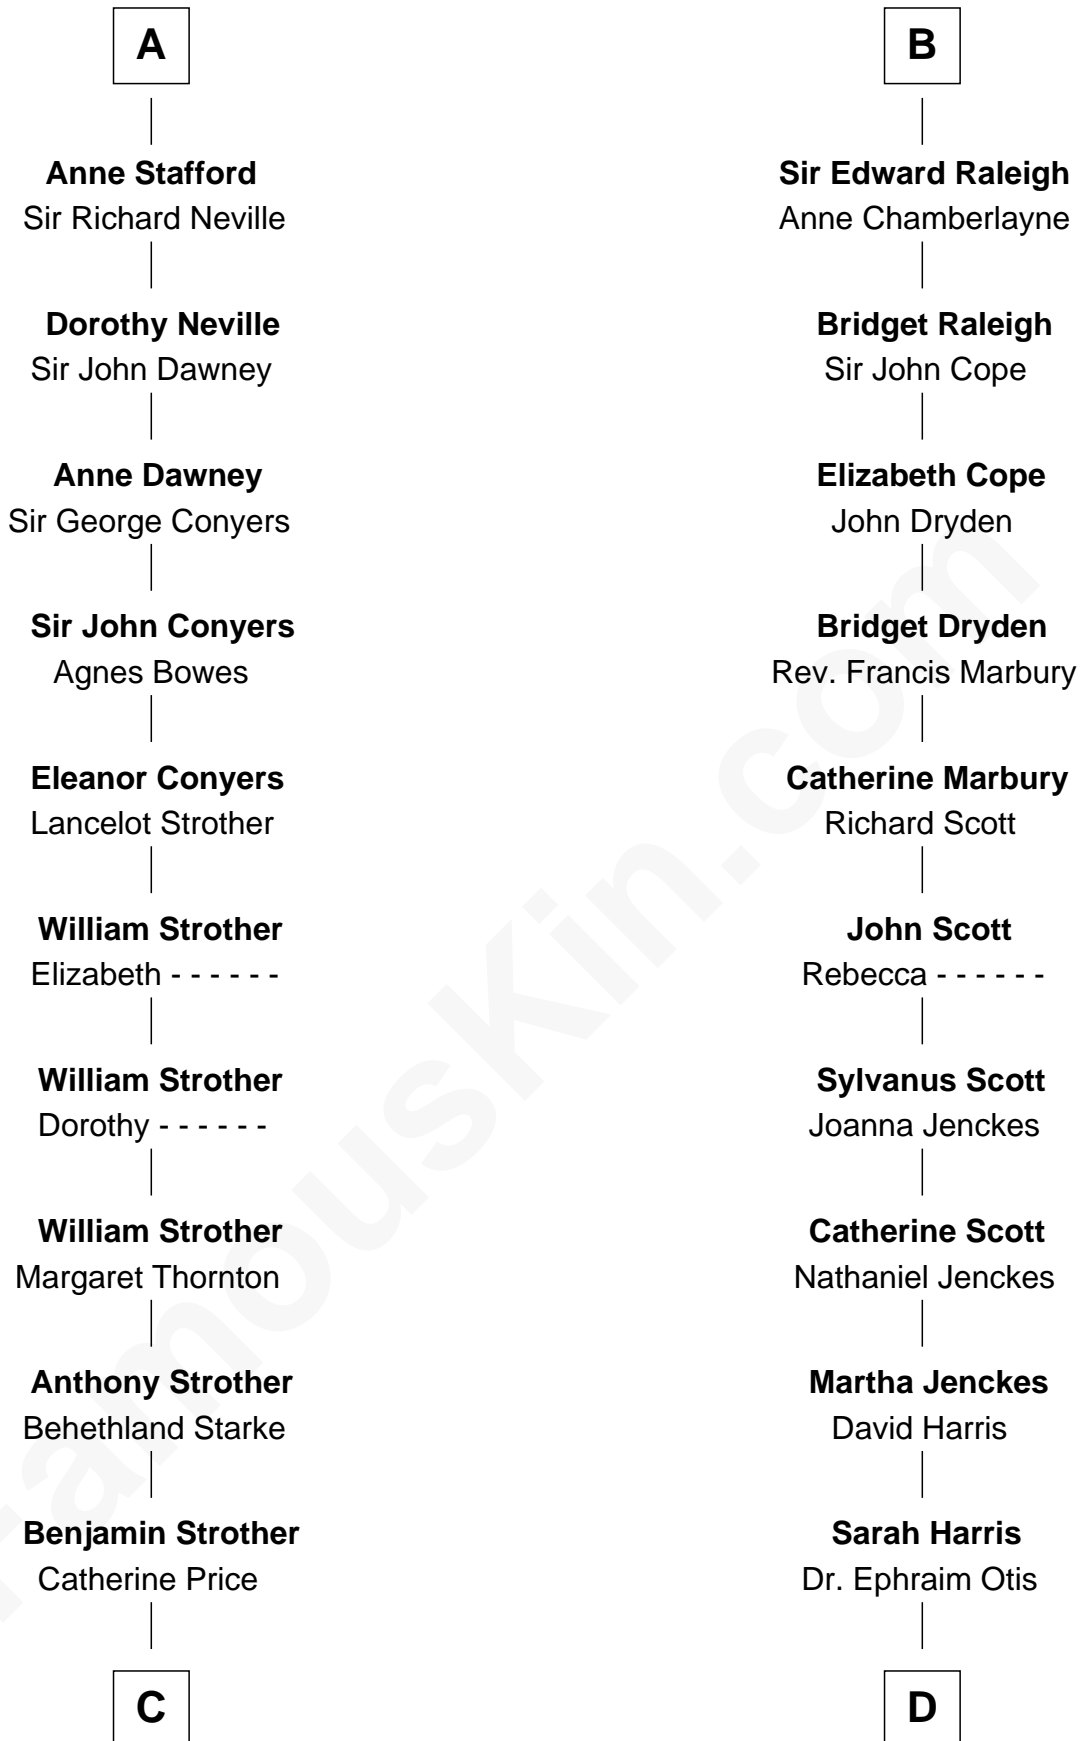 A
Anne Stafford
Sir Richard Neville
Dorothy Neville
Sir John Dawney
Anne Dawney
Sir George Conyers
Sir John Conyers
Agnes Bowes
Eleanor Conyers
Lancelot Strother
William Strother
Elizabeth - - - - - -
William Strother
Dorothy - - - - - -
William Strother
Margaret Thornton
Anthony Strother
Behethland Starke
Benjamin Strother
Catherine Price
C
B
Sir Edward Raleigh
Anne Chamberlayne
Bridget Raleigh
Sir John Cope
Elizabeth Cope
John Dryden
Bridget Dryden
Rev. Francis Marbury
Catherine Marbury
Richard Scott
John Scott
Rebecca - - - - - -
Sylvanus Scott
Joanna Jenckes
Catherine Scott
Nathaniel Jenckes
Martha Jenckes
David Harris
Sarah Harris
Dr. Ephraim Otis
D
FamousKin.com